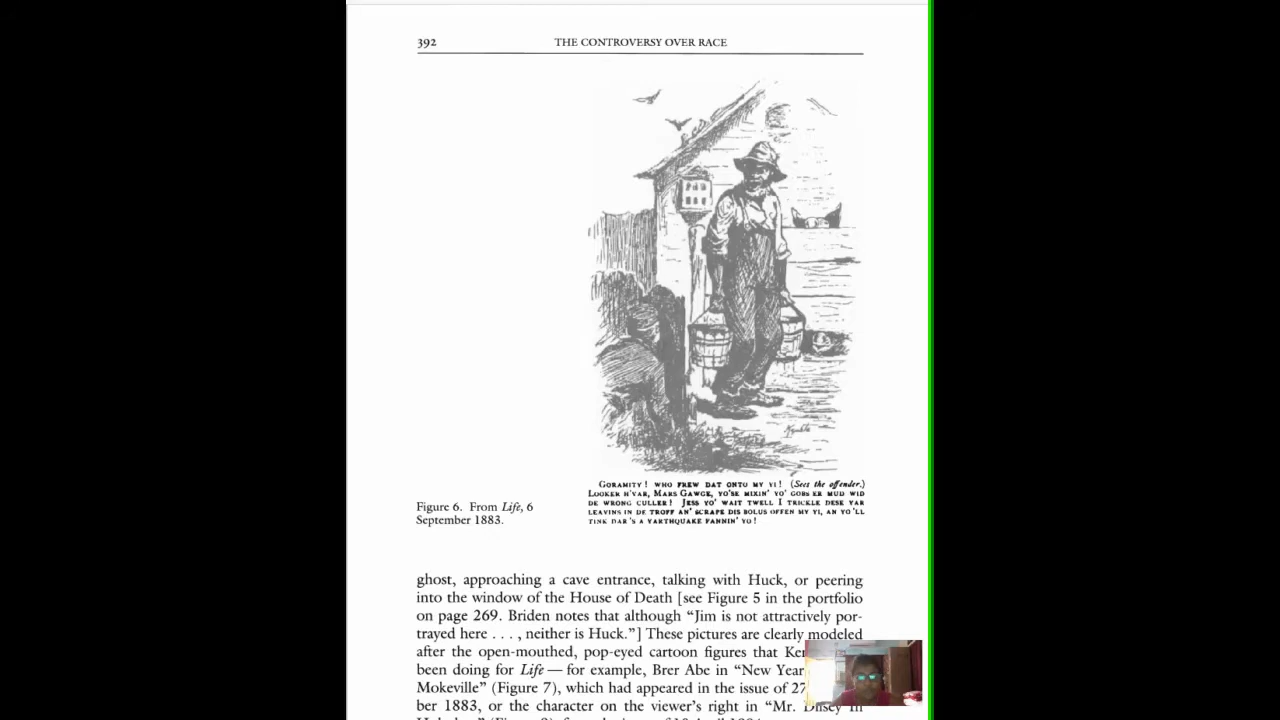 392
THE CONTROVERSY OVER RACE
GORAMITY! WHO FREW DAT ONTO MY YI! (Sees the offender.)
LOOKER H'YAR, MARS GAWGE, YO'SE MIXIN' YO' GOBS ER MUD WID
DE WRONG CULLER! JESS YO' WAIT TWELL I TRICKLE DESE YAR
LEAVINS IN DE TROFF AN' SCRAPE DIS BOLUS OFFEN MY YI, AN YO'LL
TINK DAR'S A YARTHQUAKE FANNIN' YO!
Figure 6. From Life, 6
September 1883.
ghost, approaching a cave entrance, talking with Huck, or peering
into the window of the House of Death [see Figure 5 in the portfolio
on page 269. Briden notes that although “Jim is not attractively por-
trayed here . . . , neither is Huck.”] These pictures are clearly modeled
after the open-mouthed, pop-eyed cartoon figures that
been doing for Life — for example, Brer Abe in “New Year
Mokeville” (Figure 7), which had appeared in the issue of 27
ber 1883, or the character on the viewer's right in “Mr. Dilsey in